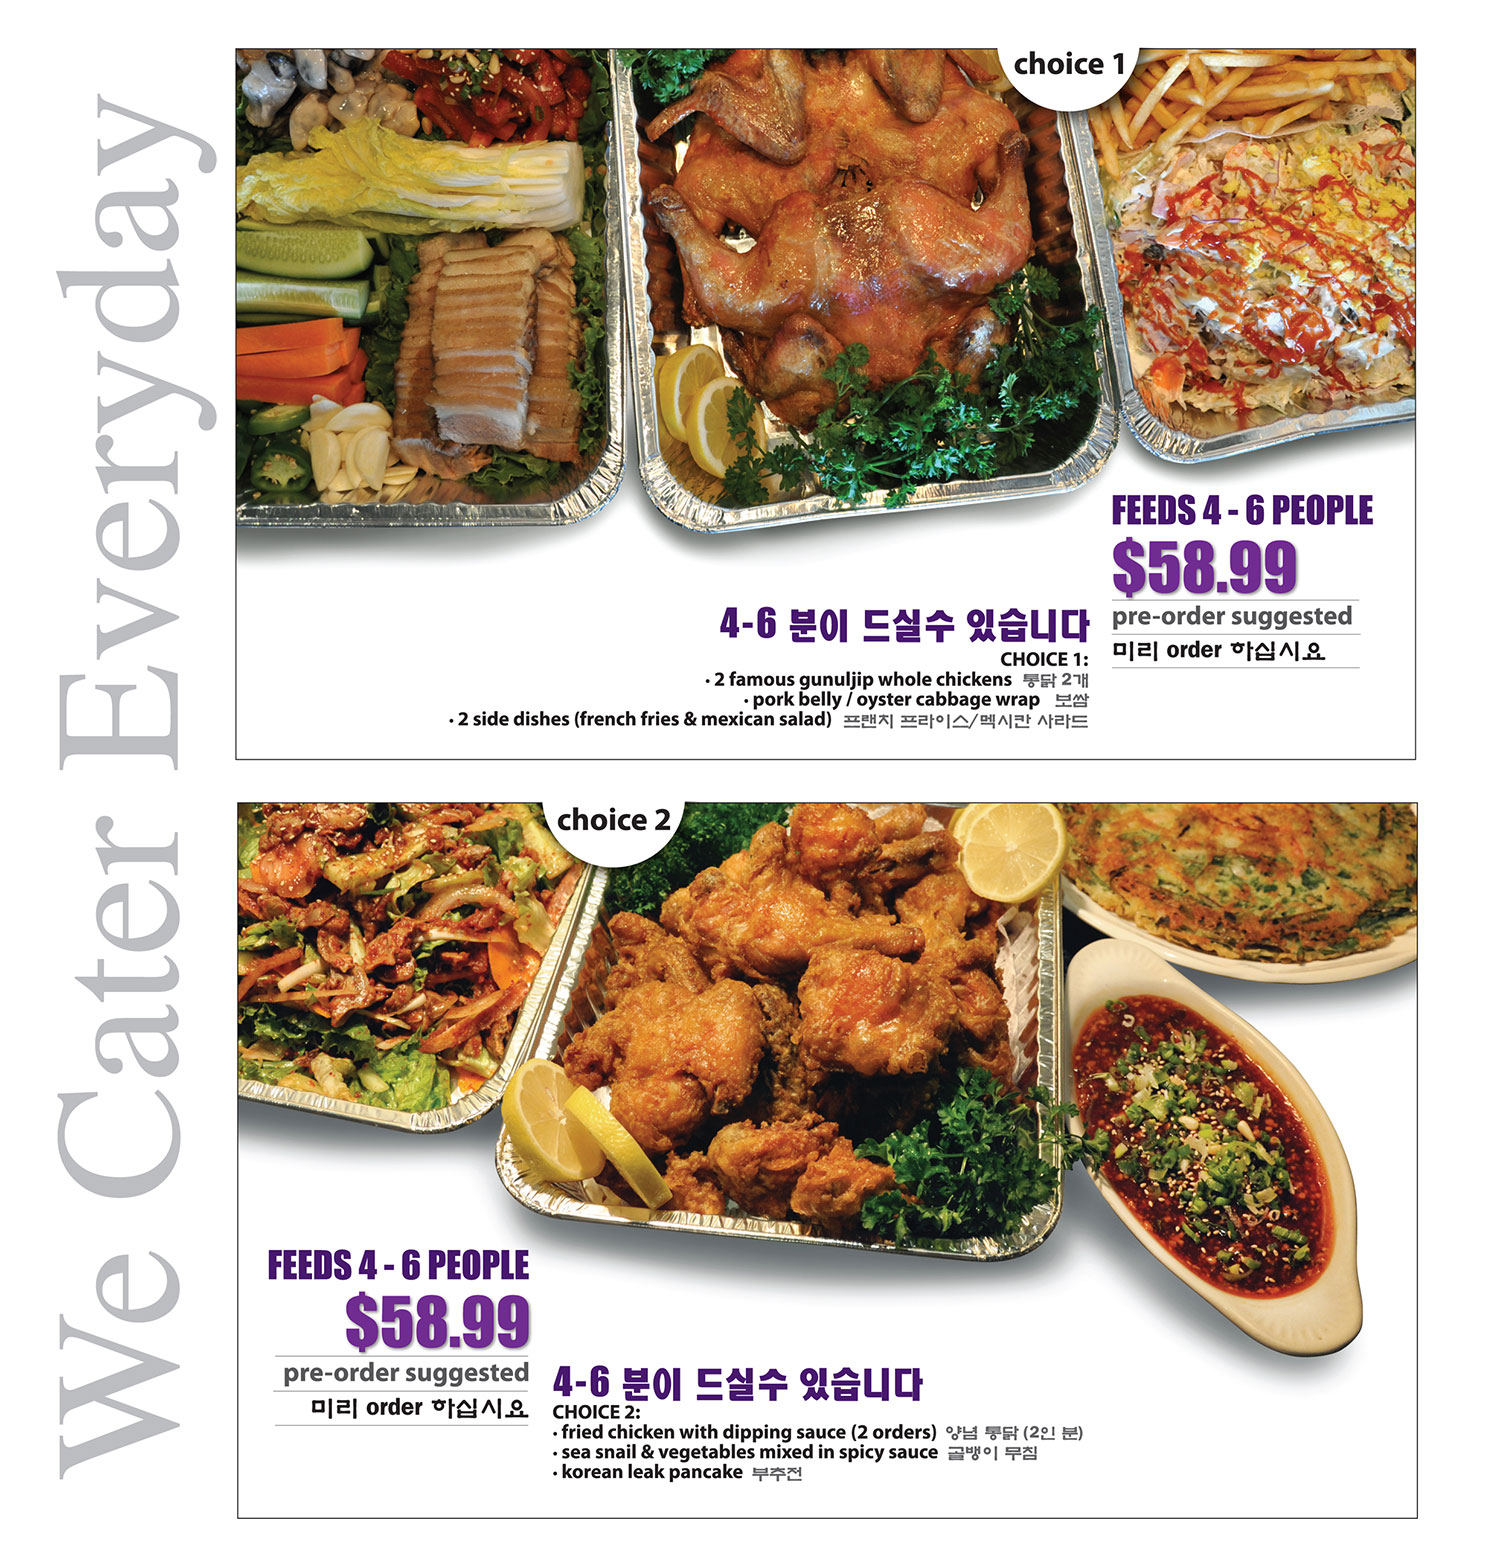 We Cater Everyday
choice 1
FEEDS 4 - 6 PEOPLE
$58.99
pre-order suggested
미리 order 하십시요
4-6 분이 드실수 있습니다
CHOICE 1:
· 2 famous gunuljip whole chickens 통닭 2개
· pork belly / oyster cabbage wrap 보쌈
· 2 side dishes (french fries & mexican salad) 프랜치 프라이스/멕시칸 사라드
choice 2
FEEDS 4 - 6 PEOPLE
$58.99
pre-order suggested
미리 order 하십시요
4-6 분이 드실수 있습니다
CHOICE 2:
· fried chicken with dipping sauce (2 orders) 양념 통닭 (2인 분)
· sea snail & vegetables mixed in spicy sauce 골뱅이 무침
· korean leak pancake 부추전